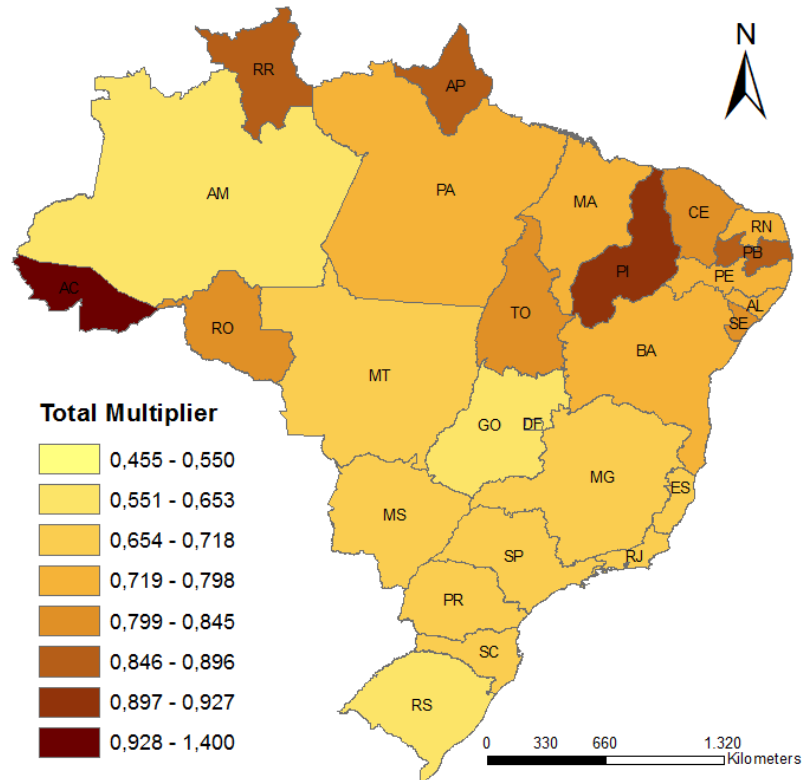 N
RR
AP
AM
PA
MA
CE
RN
PB
PI
PE
AC
AL
TO
SE
RO
BA
MT
Total Multiplier
GO
DF
0,455 - 0,550
MG
0,551 - 0,653
ES
MS
0,654 - 0,718
SP
RJ
0,719 - 0,798
PR
0,799 - 0,845
SC
0,846 - 0,896
RS
0,897 - 0,927
0,928 - 1,400
0 330 660 1.320
Kilometers